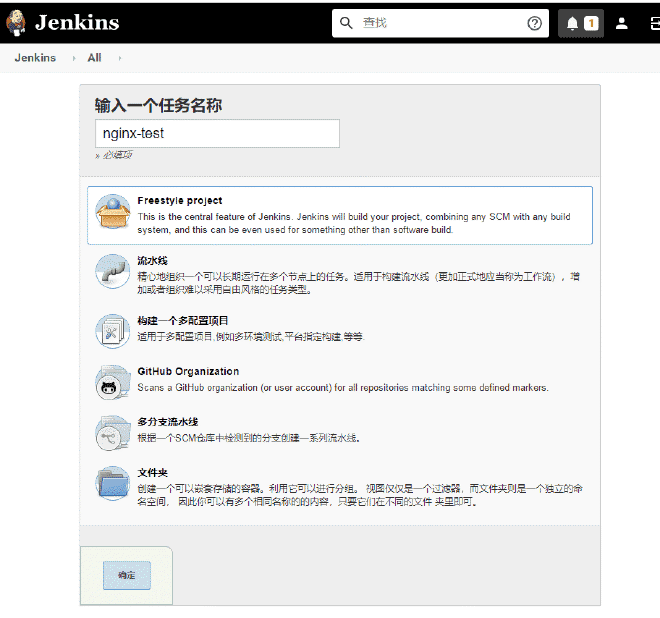 Jenkins
查找
1
Jenkins
All
输入一个任务名称
nginx-test
» 必填项
Freestyle project
This is the central feature of Jenkins. Jenkins will build your project, combining any SCM with any build
system, and this can be even used for something other than software build.
流水线
精心地组织一个可以长期运行在多个节点上的任务。适用于构建流水线（更加正式地应当称为工作流），增
加或者组织难以采用自由风格的任务类型。
构建一个多配置项目
适用于多配置项目,例如多环境测试,平台指定构建,等等.
GitHub Organization
Scans a GitHub organization (or user account) for all repositories matching some defined markers.
多分支流水线
根据一个SCM仓库中检测到的分支创建一系列流水线。
文件夹
创建一个可以嵌套存储的容器。利用它可以进行分组。 视图仅仅是一个过滤器，而文件夹则是一个独立的命
名空间， 因此你可以有多个相同名称的的内容，只要它们在不同的文件 夹里即可。
确定